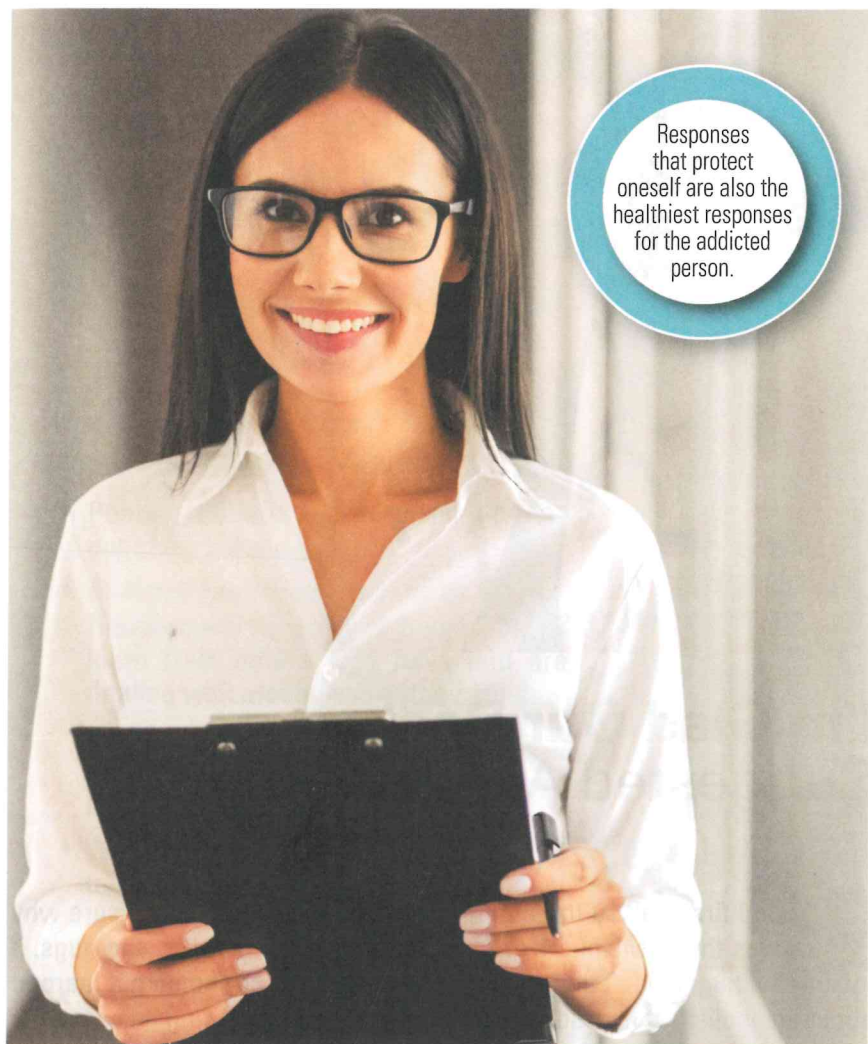 Responses
that protect
oneself are also the
healthiest responses
for the addicted
person.